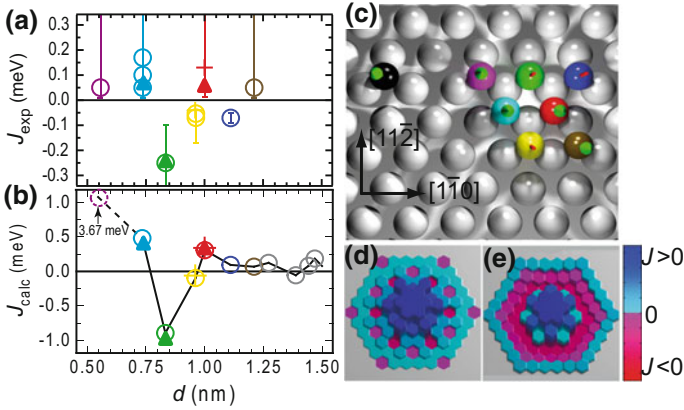 (a)
0.3
0.2
0.1
0.0
-0.1
-0.2
-0.3
J_exp (meV)
(b)
1.0
0.5
0.0
-0.5
-1.0
J_calc (meV)
3.67 meV
0.50 0.75 1.00 1.25 1.50
d (nm)
(c)
[112̄]
[11̄0]
(d)
(e)
J>0
0
J<0